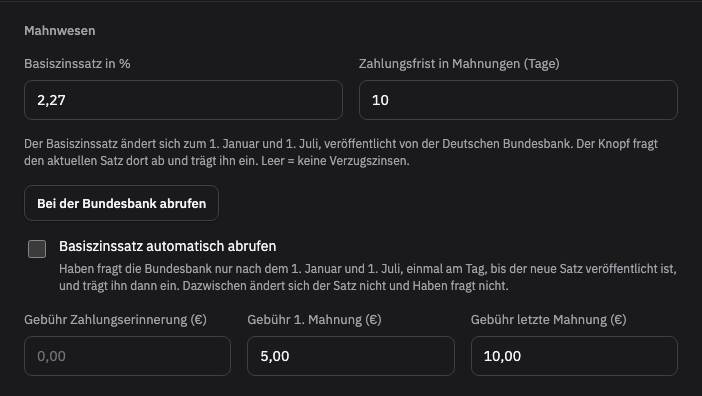 Mahnwesen
Basiszinssatz in %
Zahlungsfrist in Mahnungen (Tage)
2,27
10
Der Basiszinssatz ändert sich zum 1. Januar und 1. Juli, veröffentlicht von der Deutschen Bundesbank. Der Knopf fragt
den aktuellen Satz dort ab und trägt ihn ein. Leer = keine Verzugszinsen.
Bei der Bundesbank abrufen
Basiszinssatz automatisch abrufen
Haben fragt die Bundesbank nur nach dem 1. Januar und 1. Juli, einmal am Tag, bis der neue Satz veröffentlicht ist,
und trägt ihn dann ein. Dazwischen ändert sich der Satz nicht und Haben fragt nicht.
Gebühr Zahlungserinnerung (€)
Gebühr 1. Mahnung (€)
Gebühr letzte Mahnung (€)
0,00
5,00
10,00